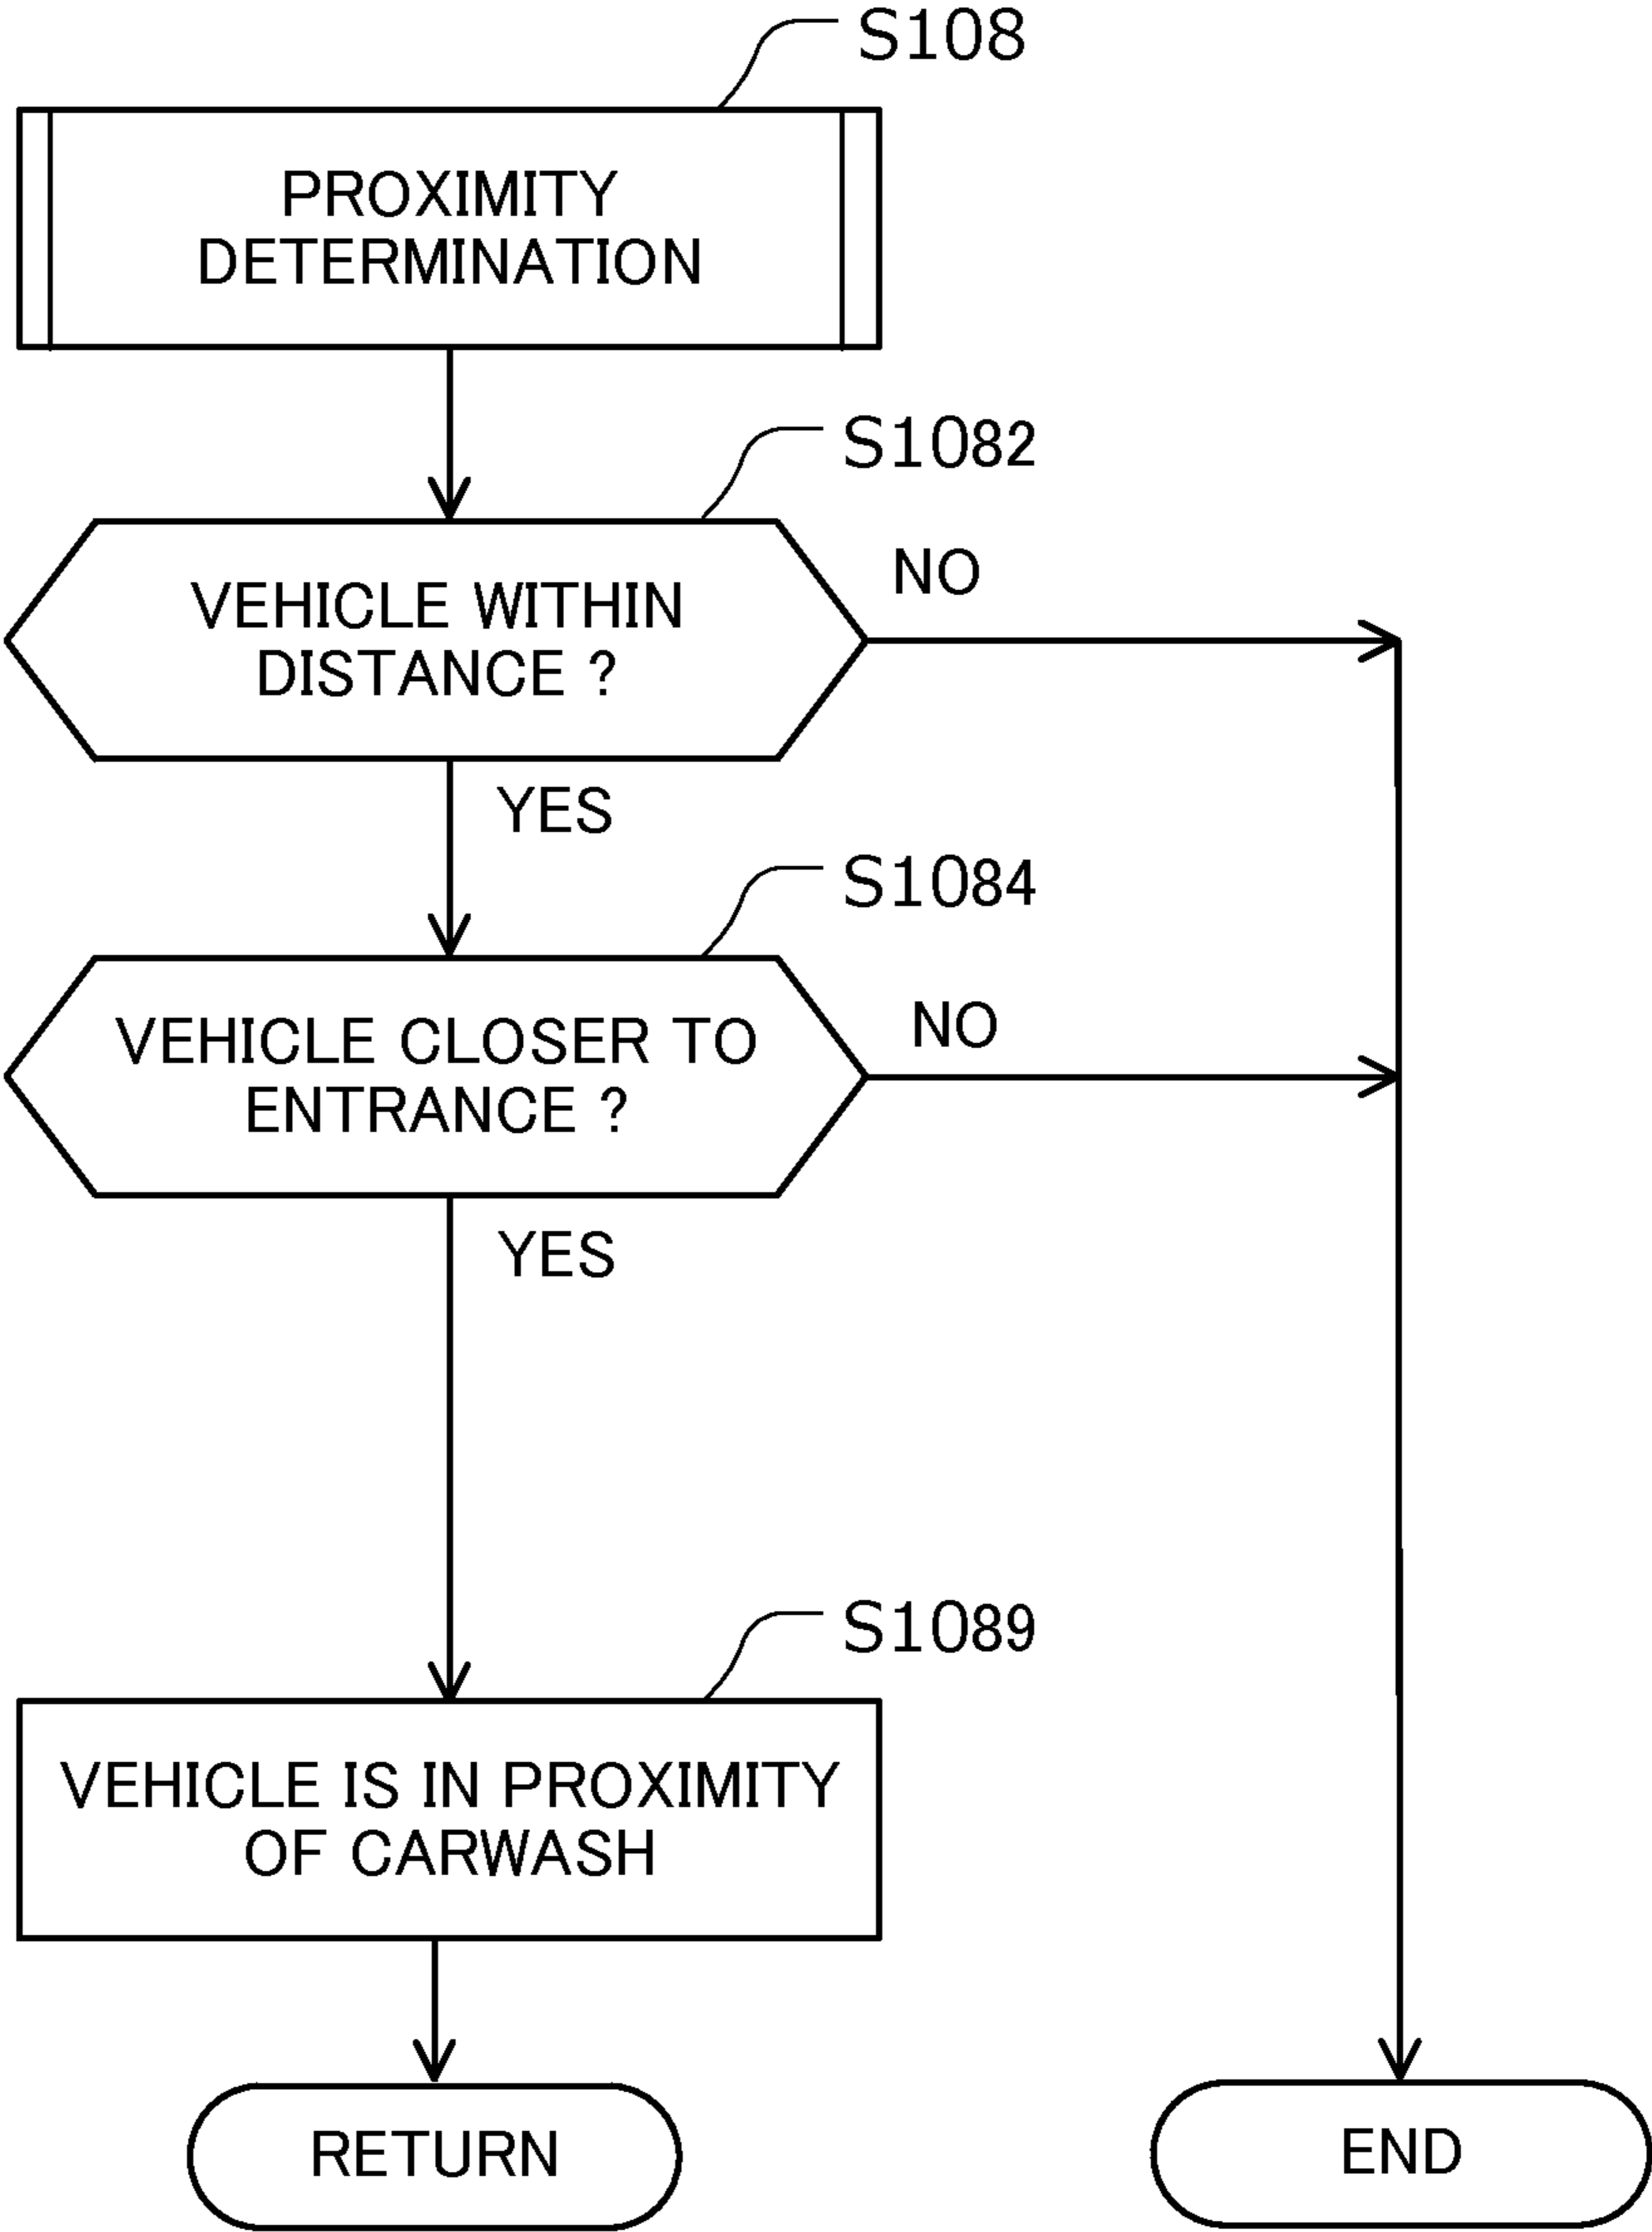 S108
PROXIMITY
DETERMINATION
S1082
VEHICLE WITHIN
DISTANCE ?
NO
YES
S1084
VEHICLE CLOSER TO
ENTRANCE ?
NO
YES
S1089
VEHICLE IS IN PROXIMITY
OF CARWASH
RETURN
END